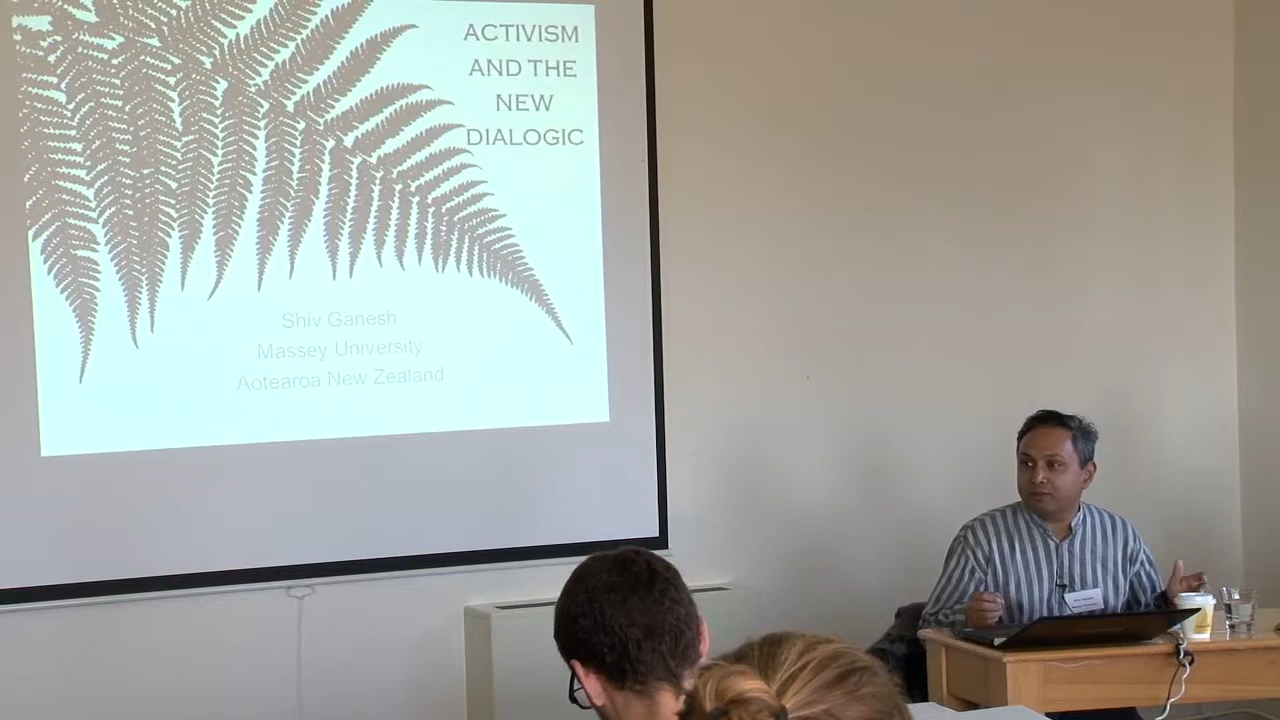 ACTIVISM
AND THE
NEW
DIALOGIC
Shiv Ganesh
Massey University
Aotearoa New Zealand